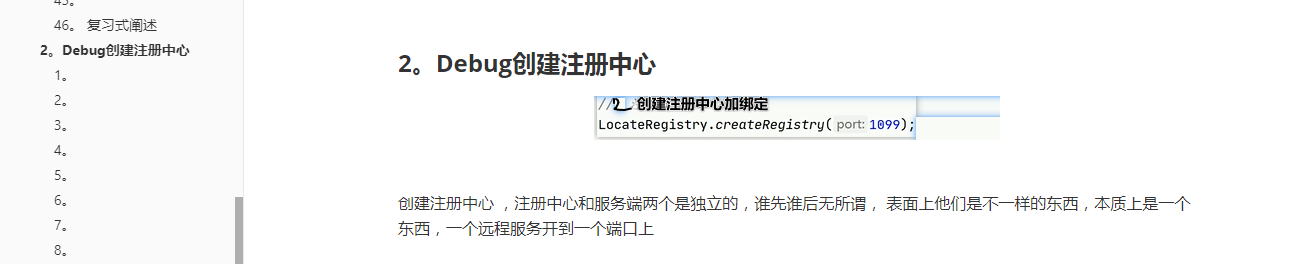 45。
46。 复习式阐述
2。Debug创建注册中心
1。
2。
3。
4。
5。
6。
7。
8。
2。Debug创建注册中心
// 创建注册中心加绑定
LocateRegistry.createRegistry( port: 1099);
创建注册中心 ，注册中心和服务端两个是独立的，谁先谁后无所谓， 表面上他们是不一样的东西，本质上是一个
东西，一个远程服务开到一个端口上